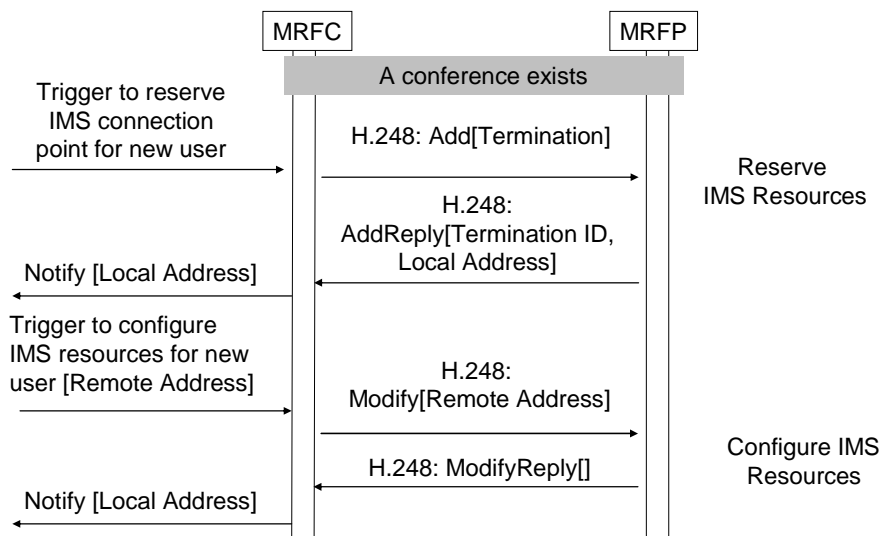 MRFC
MRFP
A conference exists
Trigger to reserve
IMS connection
point for new user
H.248: Add[Termination]
Reserve
IMS Resources
H.248:
AddReply[Termination ID,
Local Address]
Notify [Local Address]
Trigger to configure
IMS resources for new
user [Remote Address]
H.248:
Modify[Remote Address]
Configure IMS
Resources
H.248: ModifyReply[]
Notify [Local Address]